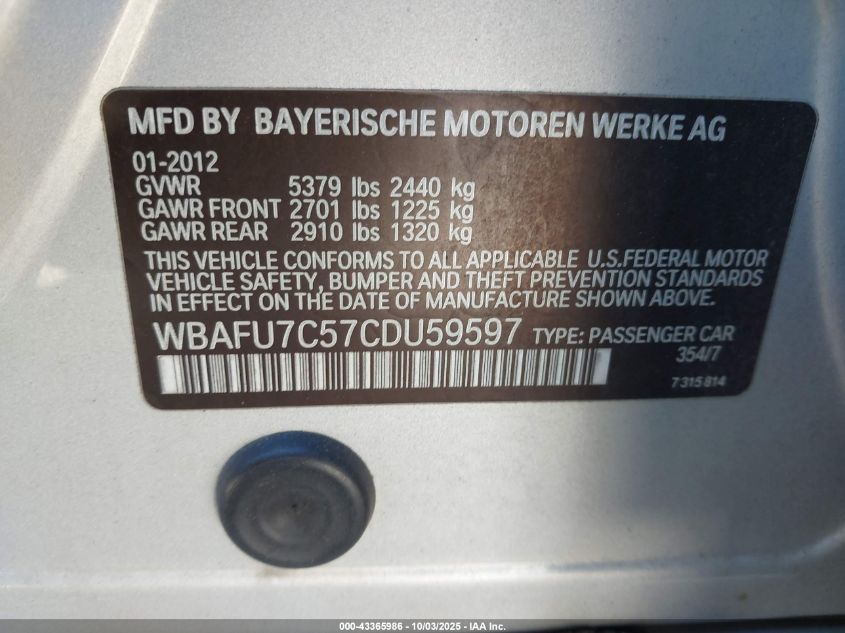 MFD BY BAYERISCHE MOTOREN WERKE AG
01-2012
GVWR 5379 lbs 2440 kg
GAWR FRONT 2701 lbs 1225 kg
GAWR REAR 2910 lbs 1320 kg
THIS VEHICLE CONFORMS TO ALL APPLICABLE U.S.FEDERAL MOTOR
VEHICLE SAFETY, BUMPER AND THEFT PREVENTION STANDARDS
IN EFFECT ON THE DATE OF MANUFACTURE SHOWN ABOVE.
WBAFU7C57CDU59597 TYPE: PASSENGER CAR
354/7
7315814
000-43365986 - 10/03/2025 - IAA Inc.